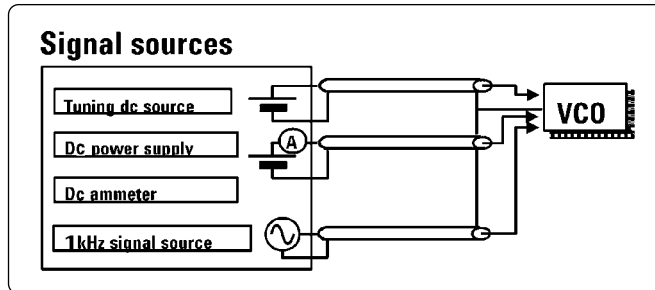 Signal sources
Tuning dc source
Dc power supply
A
Dc ammeter
1kHz signal source
VCO